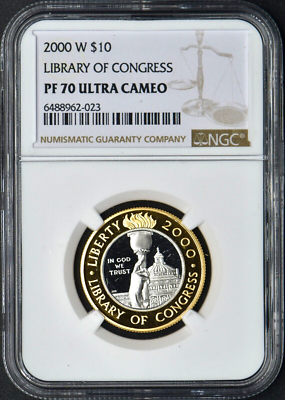 2000 W $10
LIBRARY OF CONGRESS
PF 70 ULTRA CAMEO
6488962-023
NUMISMATIC GUARANTY COMPANY
NGC
LIBERTY 2000
IN GOD
WE
TRUST
LIBRARY OF CONGRESS